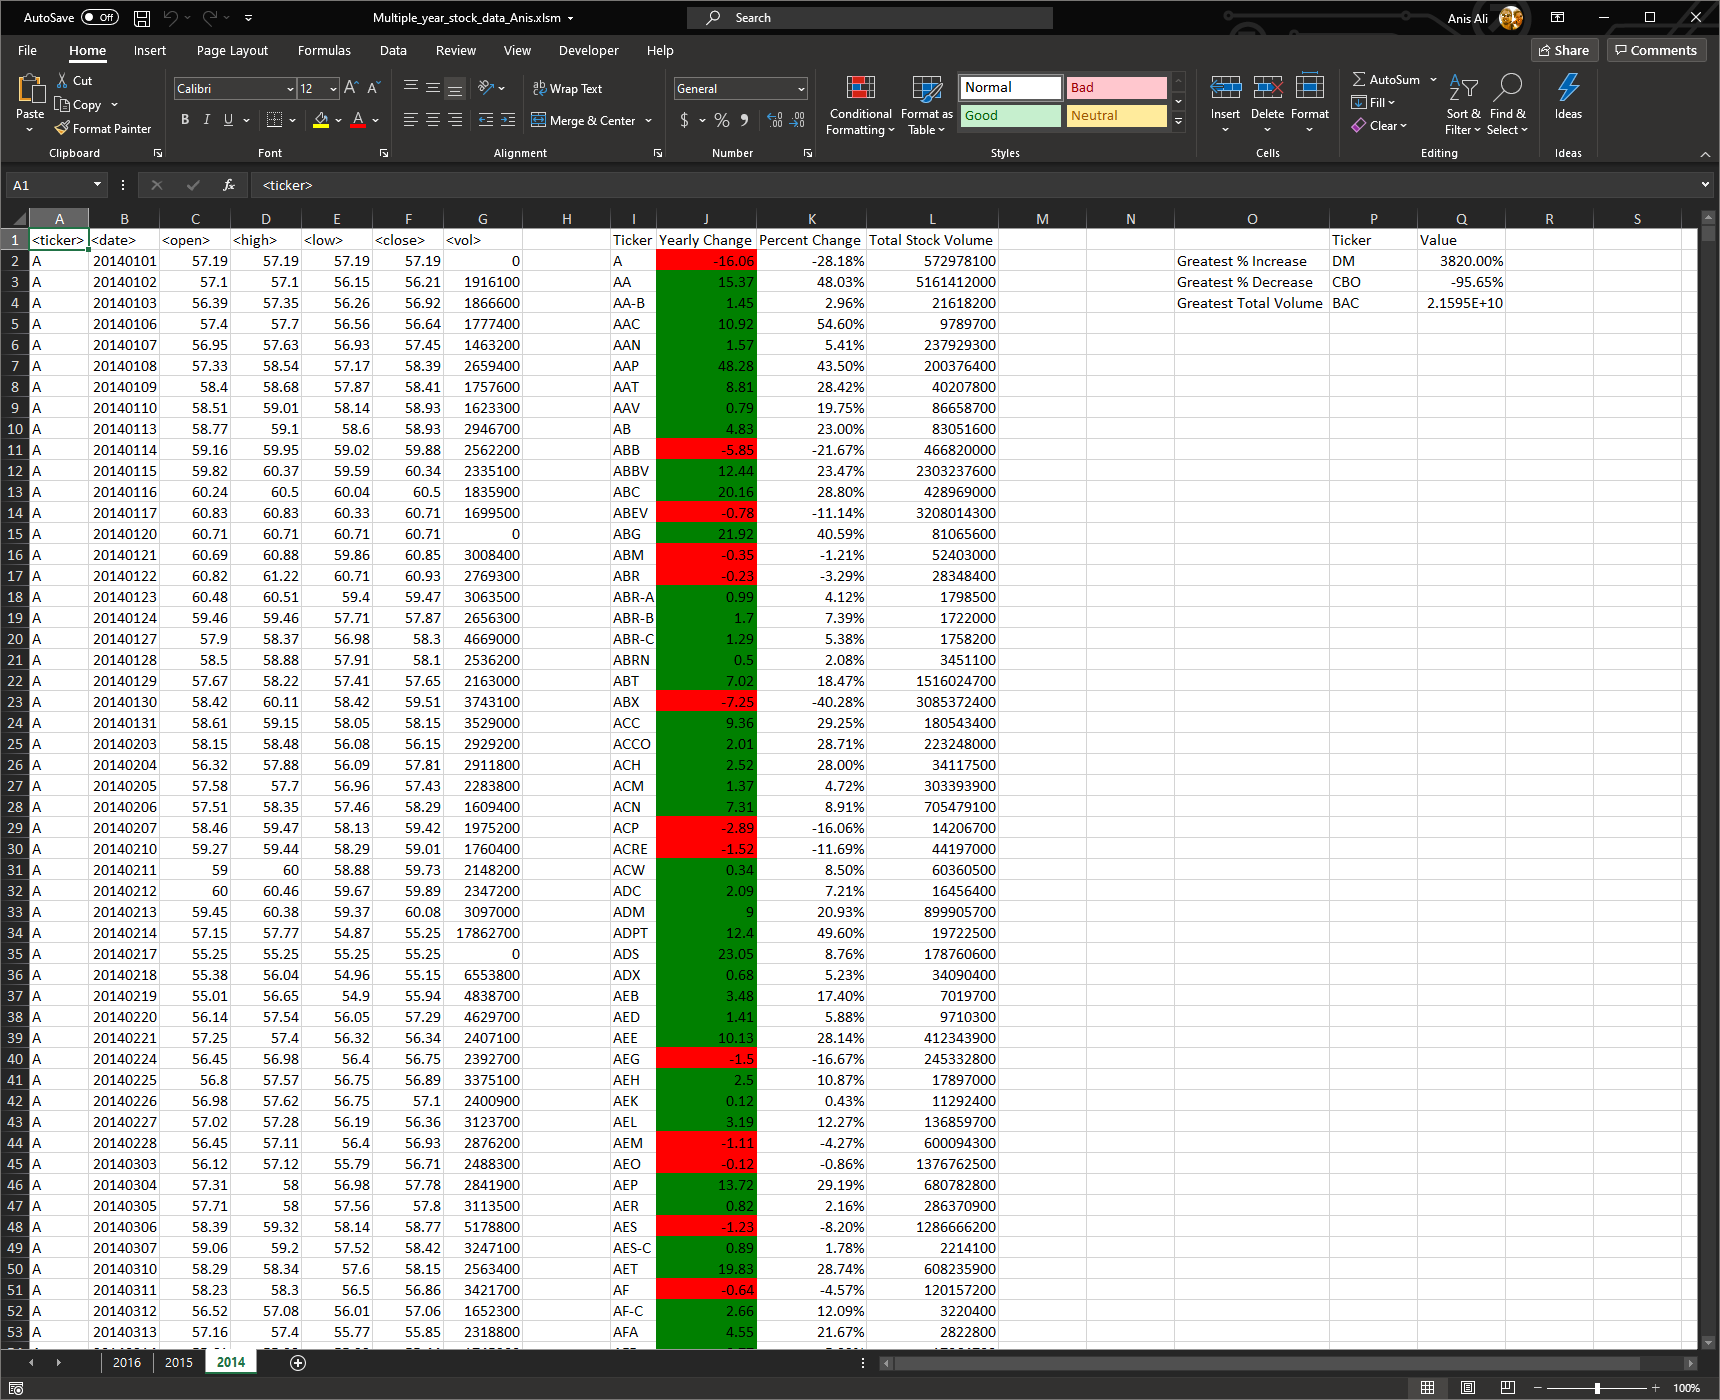 AutoSave Off Multiple_year_stock_data_Anis.xlsm Search Anis Ali
File Home Insert Page Layout Formulas Data Review View Developer Help Share Comments
Paste Cut Copy Format Painter Clipboard
Calibri 12 A A B I U A Font
ab Wrap Text Merge & Center Alignment
General $ % Number
Conditional Formatting Format as Table Normal Bad Good Neutral Styles
Insert Delete Format Cells
AutoSum Fill Clear Sort & Filter Find & Select Editing
Ideas Ideas
A1 fx <ticker>
A B C D E F G H I J K L M N O P Q R S
1 <ticker> <date> <open> <high> <low> <close> <vol> Ticker Yearly Change Percent Change Total Stock Volume Ticker Value
2 A 20140101 57.19 57.19 57.19 57.19 0 A -16.06 -28.18% 572978100 Greatest % Increase DM 3820.00%
3 A 20140102 57.1 57.1 56.15 56.21 1916100 AA 15.37 48.03% 5161412000 Greatest % Decrease CBO -95.65%
4 A 20140103 56.39 57.35 56.26 56.92 1866600 AA-B 1.45 2.96% 21618200 Greatest Total Volume BAC 2.1595E+10
5 A 20140106 57.4 57.7 56.56 56.64 1777400 AAC 10.92 54.60% 9789700
6 A 20140107 56.95 57.63 56.93 57.45 1463200 AAN 1.57 5.41% 237929300
7 A 20140108 57.33 58.54 57.17 58.39 2659400 AAP 48.28 43.50% 200376400
8 A 20140109 58.4 58.68 57.87 58.41 1757600 AAT 8.81 28.42% 40207800
9 A 20140110 58.51 59.01 58.14 58.93 1623300 AAV 0.79 19.75% 86658700
10 A 20140113 58.77 59.1 58.6 58.93 2946700 AB 4.83 23.00% 83051600
11 A 20140114 59.16 59.95 59.02 59.88 2562200 ABB -5.85 -21.67% 466820000
12 A 20140115 59.82 60.37 59.59 60.34 2335100 ABBV 12.44 23.47% 2303237600
13 A 20140116 60.24 60.5 60.04 60.5 1835900 ABC 20.16 28.80% 428969000
14 A 20140117 60.83 60.83 60.33 60.71 1699500 ABEV -0.78 -11.14% 3208014300
15 A 20140120 60.71 60.71 60.71 60.71 0 ABG 21.92 40.59% 81065600
16 A 20140121 60.69 60.88 59.86 60.85 3008400 ABM -0.35 -1.21% 52403000
17 A 20140122 60.82 61.22 60.71 60.93 2769300 ABR -0.23 -3.29% 28348400
18 A 20140123 60.48 60.51 59.4 59.47 3063500 ABR-A 0.99 4.12% 1798500
19 A 20140124 59.46 59.46 57.71 57.87 2656300 ABR-B 1.7 7.39% 1722000
20 A 20140127 57.9 58.37 56.98 58.3 4669000 ABR-C 1.29 5.38% 1758200
21 A 20140128 58.5 58.88 57.91 58.1 2536200 ABRN 0.5 2.08% 3451100
22 A 20140129 57.67 58.22 57.41 57.65 2163000 ABT 7.02 18.47% 1516024700
23 A 20140130 58.42 60.11 58.42 59.51 3743100 ABX -7.25 -40.28% 3085372400
24 A 20140131 58.61 59.15 58.05 58.15 3529000 ACC 9.36 29.25% 180543400
25 A 20140203 58.15 58.48 56.08 56.15 2929200 ACCO 2.01 28.71% 223248000
26 A 20140204 56.32 57.88 56.09 57.81 2911800 ACH 2.52 28.00% 34117500
27 A 20140205 57.58 57.7 56.96 57.43 2283800 ACM 1.37 4.72% 303393900
28 A 20140206 57.51 58.35 57.46 58.29 1609400 ACN 7.31 8.91% 705479100
29 A 20140207 58.46 59.47 58.13 59.42 1975200 ACP -2.89 -16.06% 14206700
30 A 20140210 59.27 59.44 58.29 59.01 1760400 ACRE -1.52 -11.69% 44197000
31 A 20140211 59 60 58.88 59.73 2148200 ACW 0.34 8.50% 60360500
32 A 20140212 60 60.46 59.67 59.89 2347200 ADC 2.09 7.21% 16456400
33 A 20140213 59.45 60.38 59.37 60.08 3097000 ADM 9 20.93% 899905700
34 A 20140214 57.15 57.77 54.87 55.25 17862700 ADPT 12.4 49.60% 19722500
35 A 20140217 55.25 55.25 55.25 55.25 0 ADS 23.05 8.76% 178760600
36 A 20140218 55.38 56.04 54.96 55.15 6553800 ADX 0.68 5.23% 34090400
37 A 20140219 55.01 56.65 54.9 55.94 4838700 AEB 3.48 17.40% 7019700
38 A 20140220 56.14 57.54 56.05 57.29 4629700 AED 1.41 5.88% 9710300
39 A 20140221 57.25 57.4 56.32 56.34 2407100 AEE 10.13 28.14% 412343900
40 A 20140224 56.45 56.98 56.4 56.75 2392700 AEG -1.5 -16.67% 245332800
41 A 20140225 56.8 57.57 56.75 56.89 3375100 AEH 2.5 10.87% 17897000
42 A 20140226 56.98 57.62 56.75 57.1 2400900 AEK 0.12 0.43% 11292400
43 A 20140227 57.02 57.28 56.19 56.36 3123700 AEL 3.19 12.27% 136859700
44 A 20140228 56.45 57.11 56.4 56.93 2876200 AEM -1.11 -4.27% 600094300
45 A 20140303 56.12 57.12 55.79 56.71 2488300 AEO -0.12 -0.86% 1376762500
46 A 20140304 57.31 58 56.98 57.78 2841900 AEP 13.72 29.19% 680782800
47 A 20140305 57.71 58 57.56 57.8 3113500 AER 0.82 2.16% 286370900
48 A 20140306 58.39 59.32 58.14 58.77 5178800 AES -1.23 -8.20% 1286666200
49 A 20140307 59.06 59.2 57.52 58.42 3247100 AES-C 0.89 1.78% 2214100
50 A 20140310 58.29 58.34 57.6 58.15 2563400 AET 19.83 28.74% 608235900
51 A 20140311 58.23 58.3 56.5 56.86 3421700 AF -0.64 -4.57% 120157200
52 A 20140312 56.52 57.08 56.01 57.06 1652300 AF-C 2.66 12.09% 3220400
53 A 20140313 57.16 57.4 55.77 55.85 2318800 AFA 4.55 21.67% 2822800
2016 2015 2014
100%